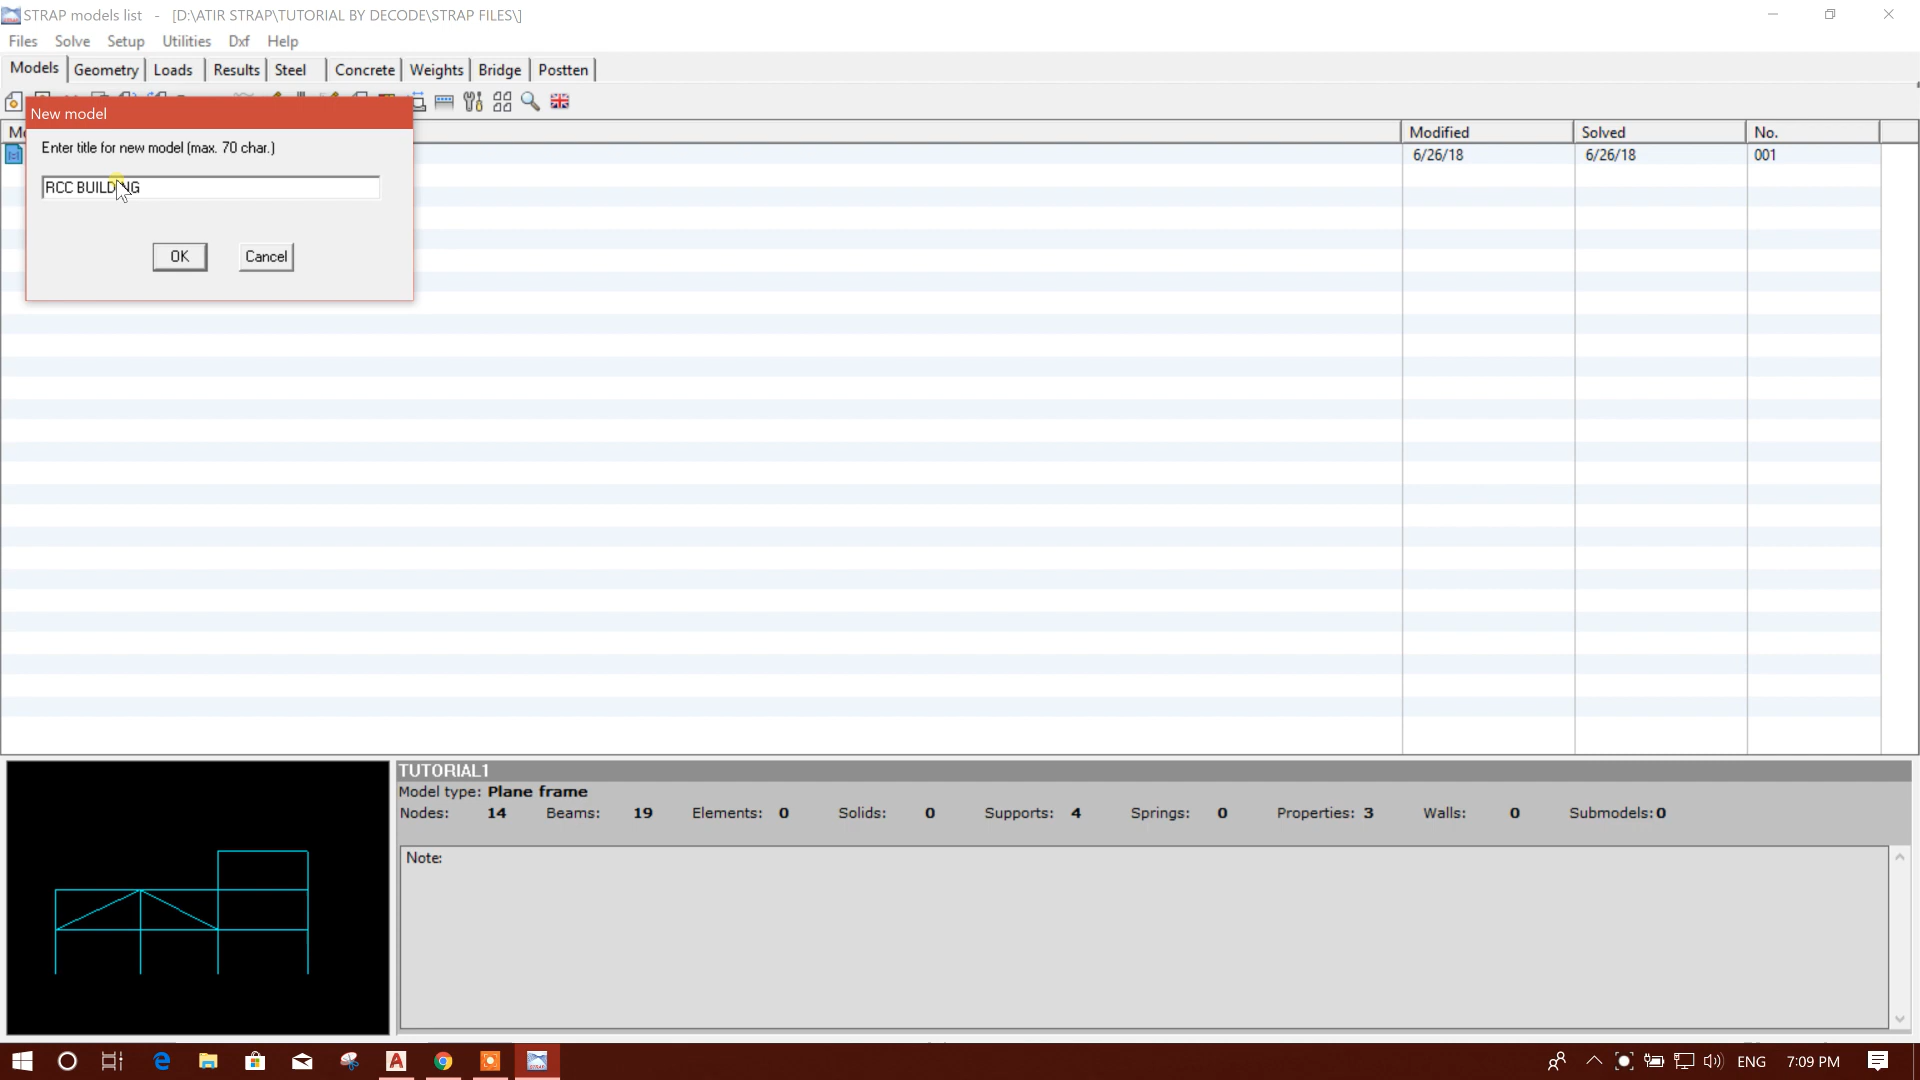 STRAP models list - [D:\ATIR STRAP\TUTORIAL BY DECODE\STRAP FILES\]
Files Solve Setup Utilities Dxf Help
Models Geometry Loads Results Steel Concrete Weights Bridge Postten
New model
Modified Solved No.
Enter title for new model (max. 70 char.)
6/26/18 6/26/18 001
RCC BUILDING
OK Cancel
TUTORIAL1
Model type: Plane frame
Nodes: 14 Beams: 19 Elements: 0 Solids: 0 Supports: 4 Springs: 0 Properties: 3 Walls: 0 Submodels: 0
Note:
ENG 7:09 PM